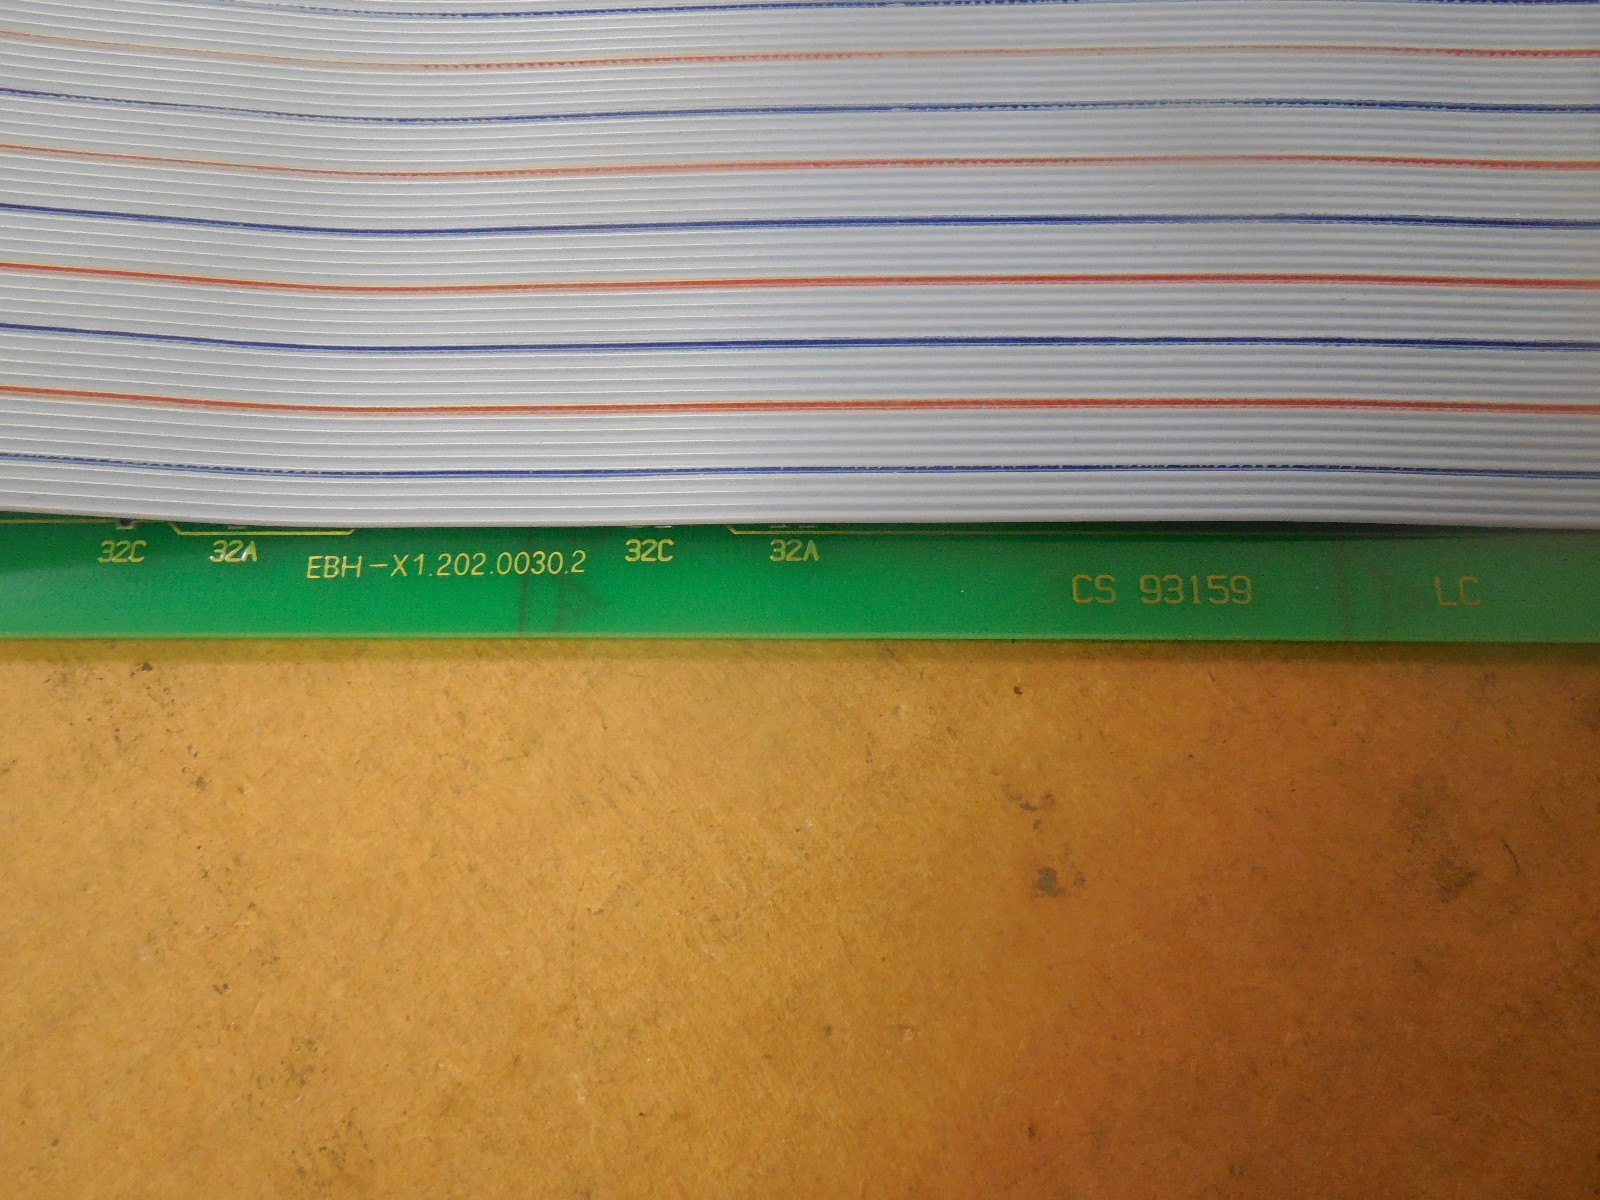 32C 32A EBH-X1.202.0030.2 32C 32A
CS 93159 LC